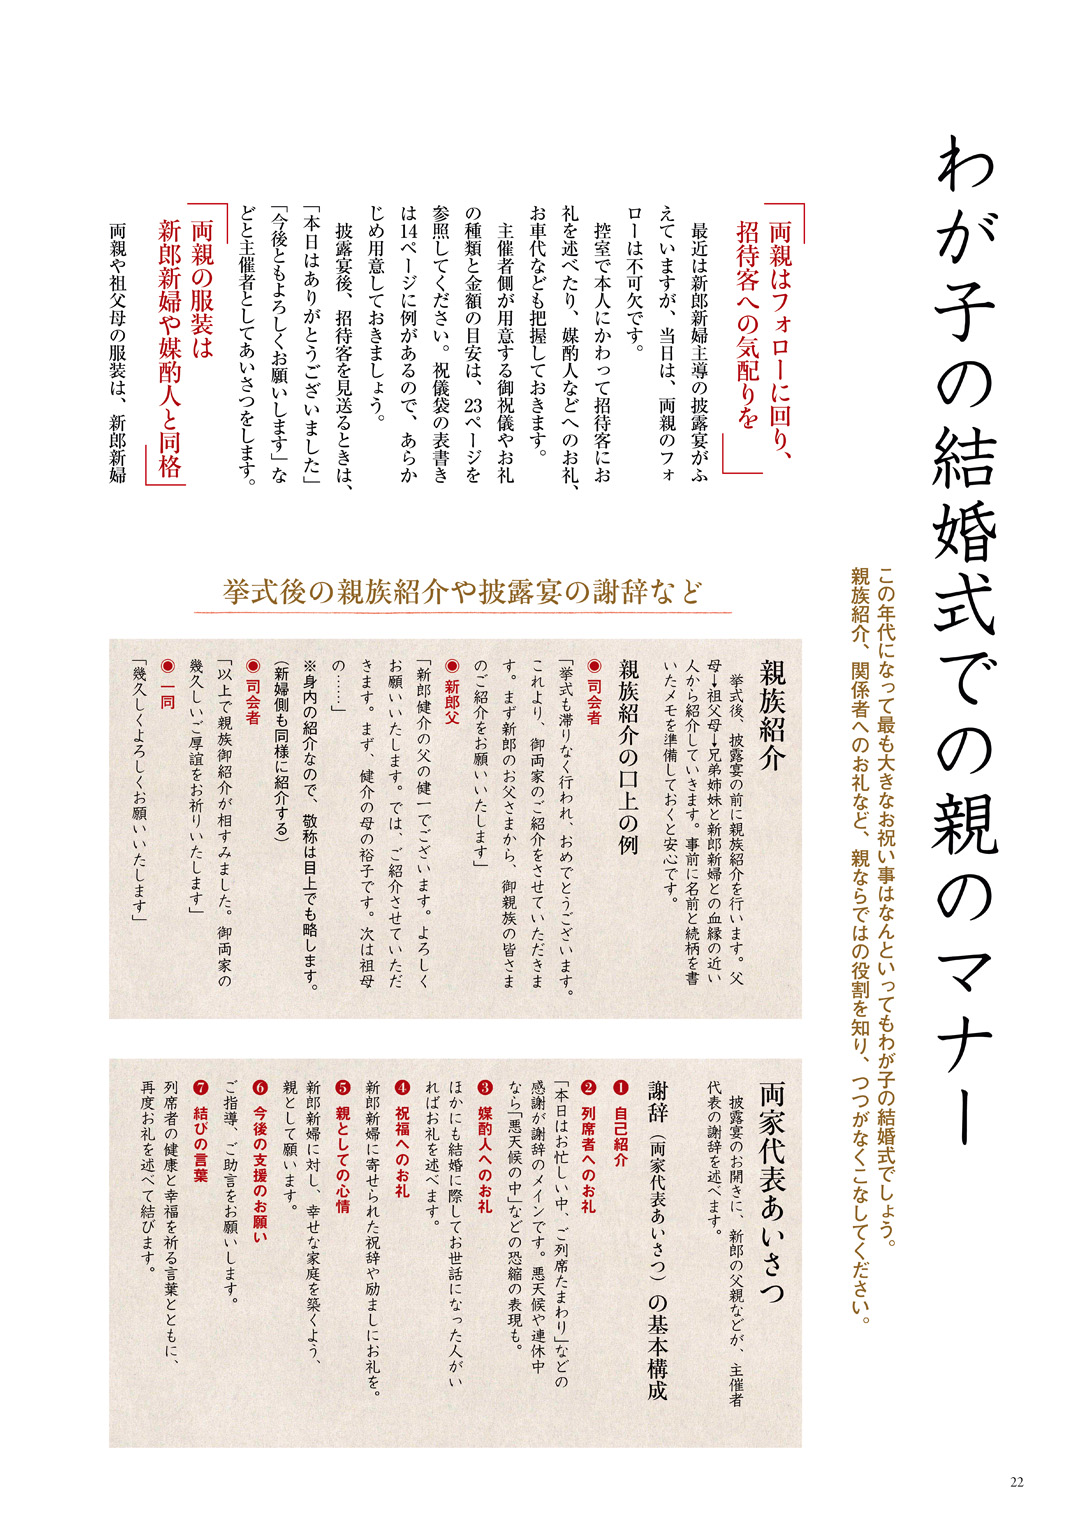 わが子の結婚式での親のマナー
この年代になって最も大きなお祝い事はなんといってもわが子の結婚式でしょう。
親族紹介、関係者へのお礼など、親ならではの役割を知り、つつがなくこなしてください。
両親はフォローに回り、
招待客への気配りを
最近は新郎新婦主導の披露宴がふ
えていますが、当日は、両親のフォ
ローは不可欠です。
控室で本人にかわって招待客にお
礼を述べたり、媒酌人などへのお礼、
お車代なども把握しておきます。
主催者側が用意する御祝儀やお礼
の種類と金額の目安は、23ページを
参照してください。祝儀袋の表書き
は14ページに例があるので、あらか
じめ用意しておきましょう。
披露宴後、招待客を見送るときは、
「本日はありがとうございました」
「今後ともよろしくお願いします」な
どと主催者としてあいさつをします。
両親の服装は
新郎新婦や媒酌人と同格
両親や祖父母の服装は、新郎新婦
挙式後の親族紹介や披露宴の謝辞など
親族紹介
挙式後、披露宴の前に親族紹介を行います。父
母→祖父母→兄弟姉妹と新郎新婦との血縁の近い
人から紹介していきます。事前に名前と続柄を書
いたメモを準備しておくと安心です。
親族紹介の口上の例
◉司会者
「挙式も滞りなく行われ、おめでとうございます。
これより、御両家のご紹介をさせていただきま
す。まず新郎のお父さまから、御親族の皆さま
のご紹介をお願いいたします」
◉新郎父
「新郎健介の父の健一でございます。よろしく
お願いいたします。では、ご紹介させていただ
きます。まず、健介の母の裕子です。次は祖母
の……」
※身内の紹介なので、敬称は目上でも略します。
（新婦側も同様に紹介する）
◉司会者
「以上で親族御紹介が相すみました。御両家の
幾久しいご厚誼をお祈りいたします」
◉一同
「幾久しくよろしくお願いいたします」
両家代表あいさつ
披露宴のお開きに、新郎の父親などが、主催者
代表の謝辞を述べます。
謝辞（両家代表あいさつ）の基本構成
❶自己紹介
❷列席者へのお礼
「本日はお忙しい中、ご列席たまわり」などの
感謝が謝辞のメインです。悪天候や連休中
なら「悪天候の中」などの恐縮の表現も。
❸媒酌人へのお礼
ほかにも結婚に際してお世話になった人がい
ればお礼を述べます。
❹祝福へのお礼
新郎新婦に寄せられた祝辞や励ましにお礼を。
❺親としての心情
新郎新婦に対し、幸せな家庭を築くよう、
親として願います。
❻今後の支援のお願い
ご指導、ご助言をお願いします。
❼結びの言葉
列席者の健康と幸福を祈る言葉とともに、
再度お礼を述べて結びます。
22